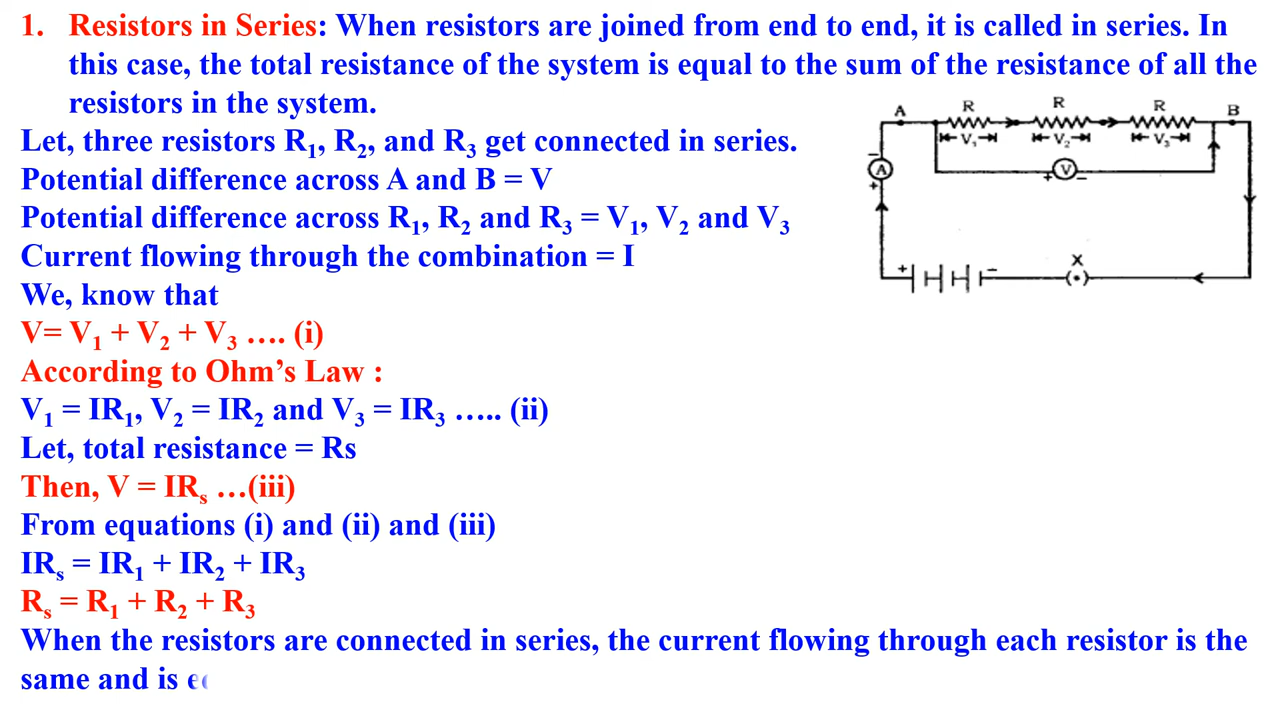 1. Resistors in Series: When resistors are joined from end to end, it is called in series. In
this case, the total resistance of the system is equal to the sum of the resistance of all the
resistors in the system.
Let, three resistors R₁, R₂, and R₃ get connected in series.
Potential difference across A and B = V
Potential difference across R₁, R₂ and R₃ = V₁, V₂ and V₃
Current flowing through the combination = I
We, know that
V= V₁ + V₂ + V₃ …. (i)
According to Ohm’s Law :
V₁ = IR₁, V₂ = IR₂ and V₃ = IR₃ ….. (ii)
Let, total resistance = Rs
Then, V = IRₛ …(iii)
From equations (i) and (ii) and (iii)
IRₛ = IR₁ + IR₂ + IR₃
Rₛ = R₁ + R₂ + R₃
When the resistors are connected in series, the current flowing through each resistor is the
same and is
A R R R B
V₁ V₂ V₃
− A + + V −
X
+ −